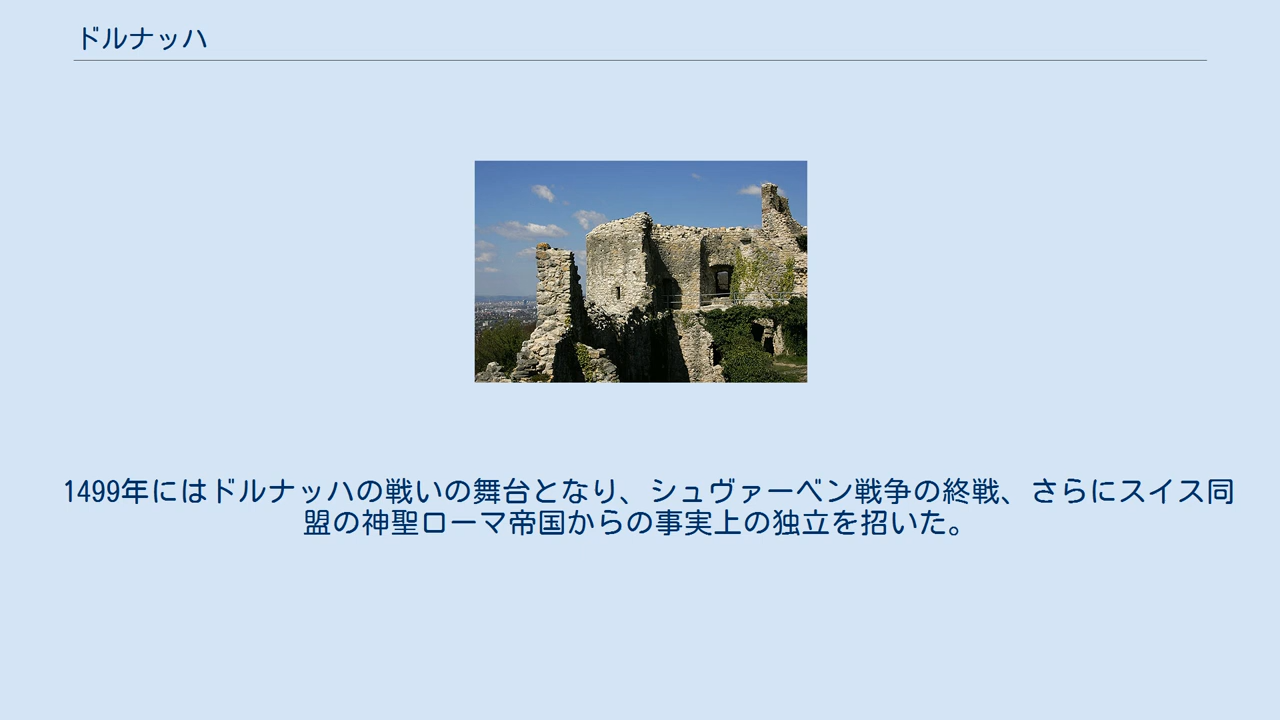 ドルナッハ
1499年にはドルナッハの戦いの舞台となり、シュヴァーベン戦争の終戦、さらにスイス同
盟の神聖ローマ帝国からの事実上の独立を招いた。